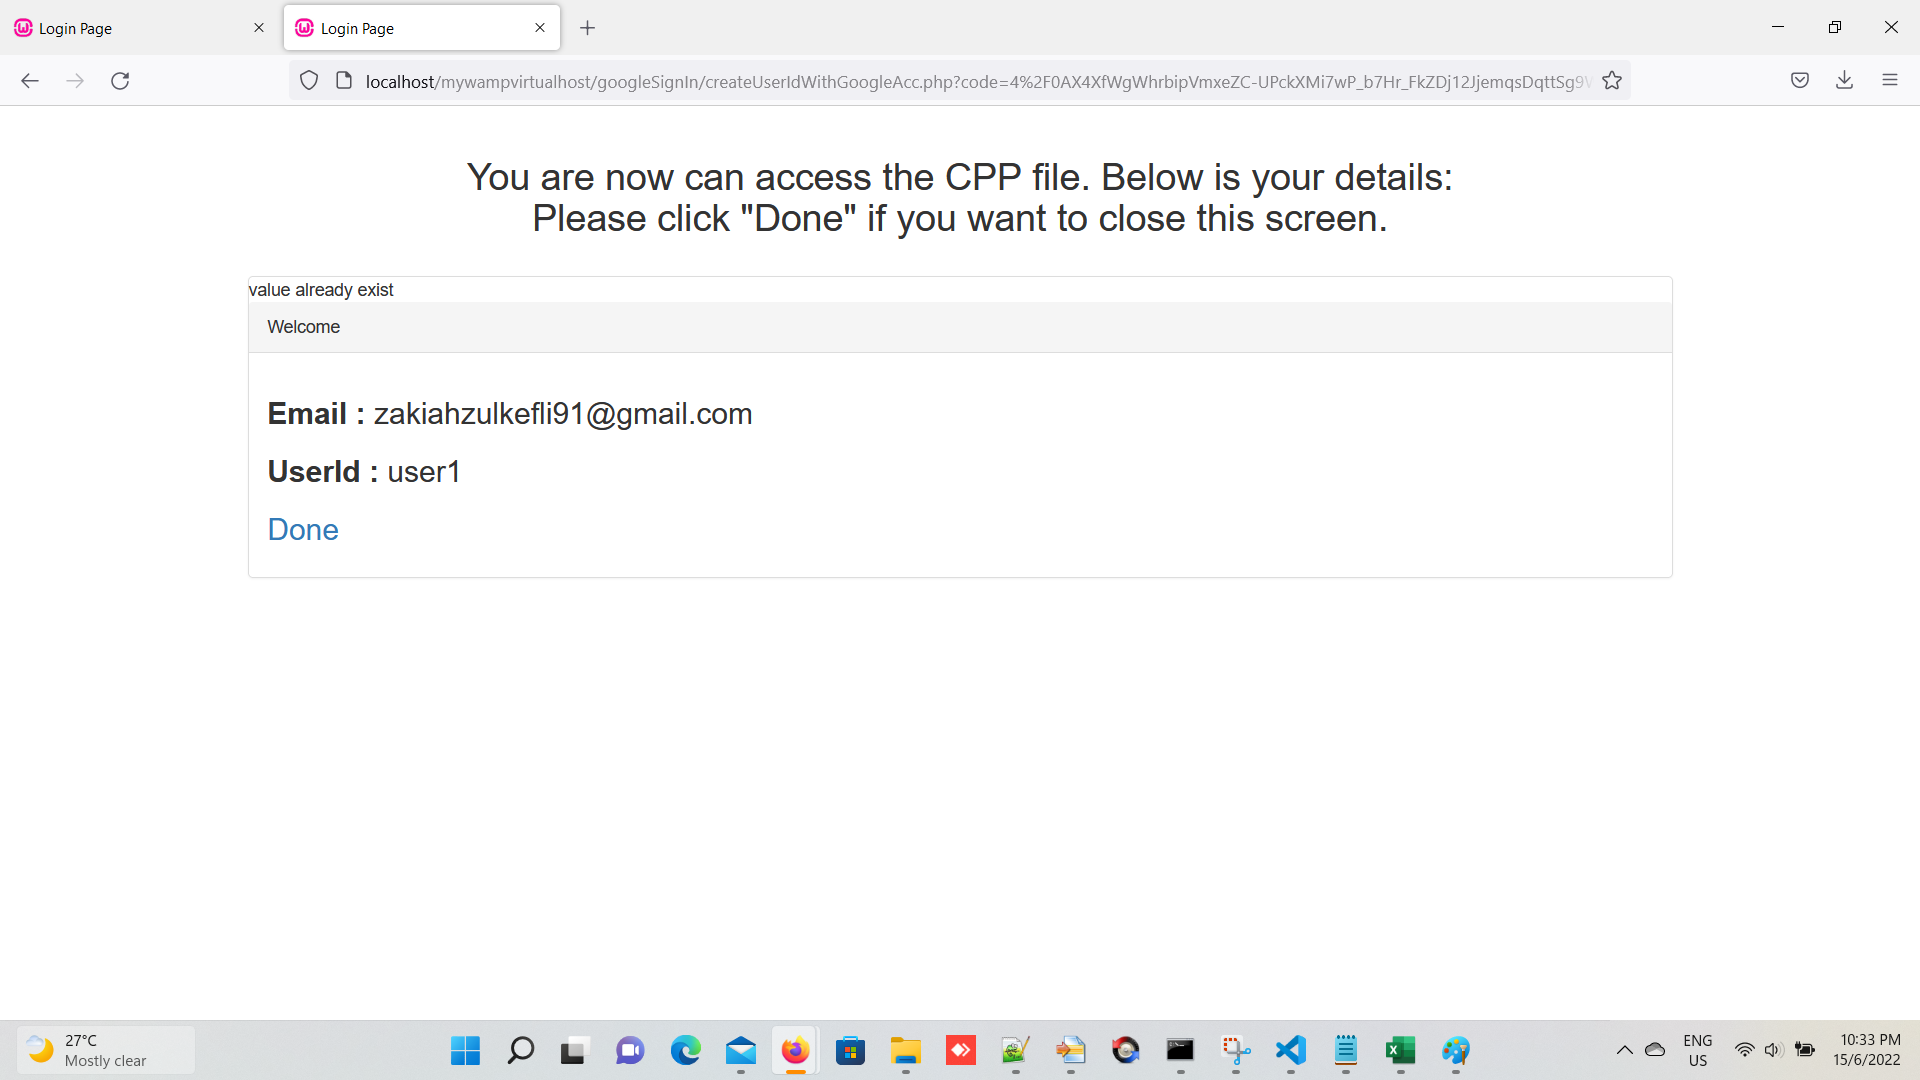 Login Page
Login Page
localhost/mywampvirtualhost/googleSignIn/createUserIdWithGoogleAcc.php?code=4%2F0AX4XfWgWhrbipVmxeZC-UPckXMi7wP_b7Hr_FkZDj12JjemqsDqttSg9W
You are now can access the CPP file. Below is your details:
Please click "Done" if you want to close this screen.
value already exist
Welcome
Email : zakiahzulkefli91@gmail.com
UserId : user1
Done
27°C
Mostly clear
ENG
US
10:33 PM
15/6/2022